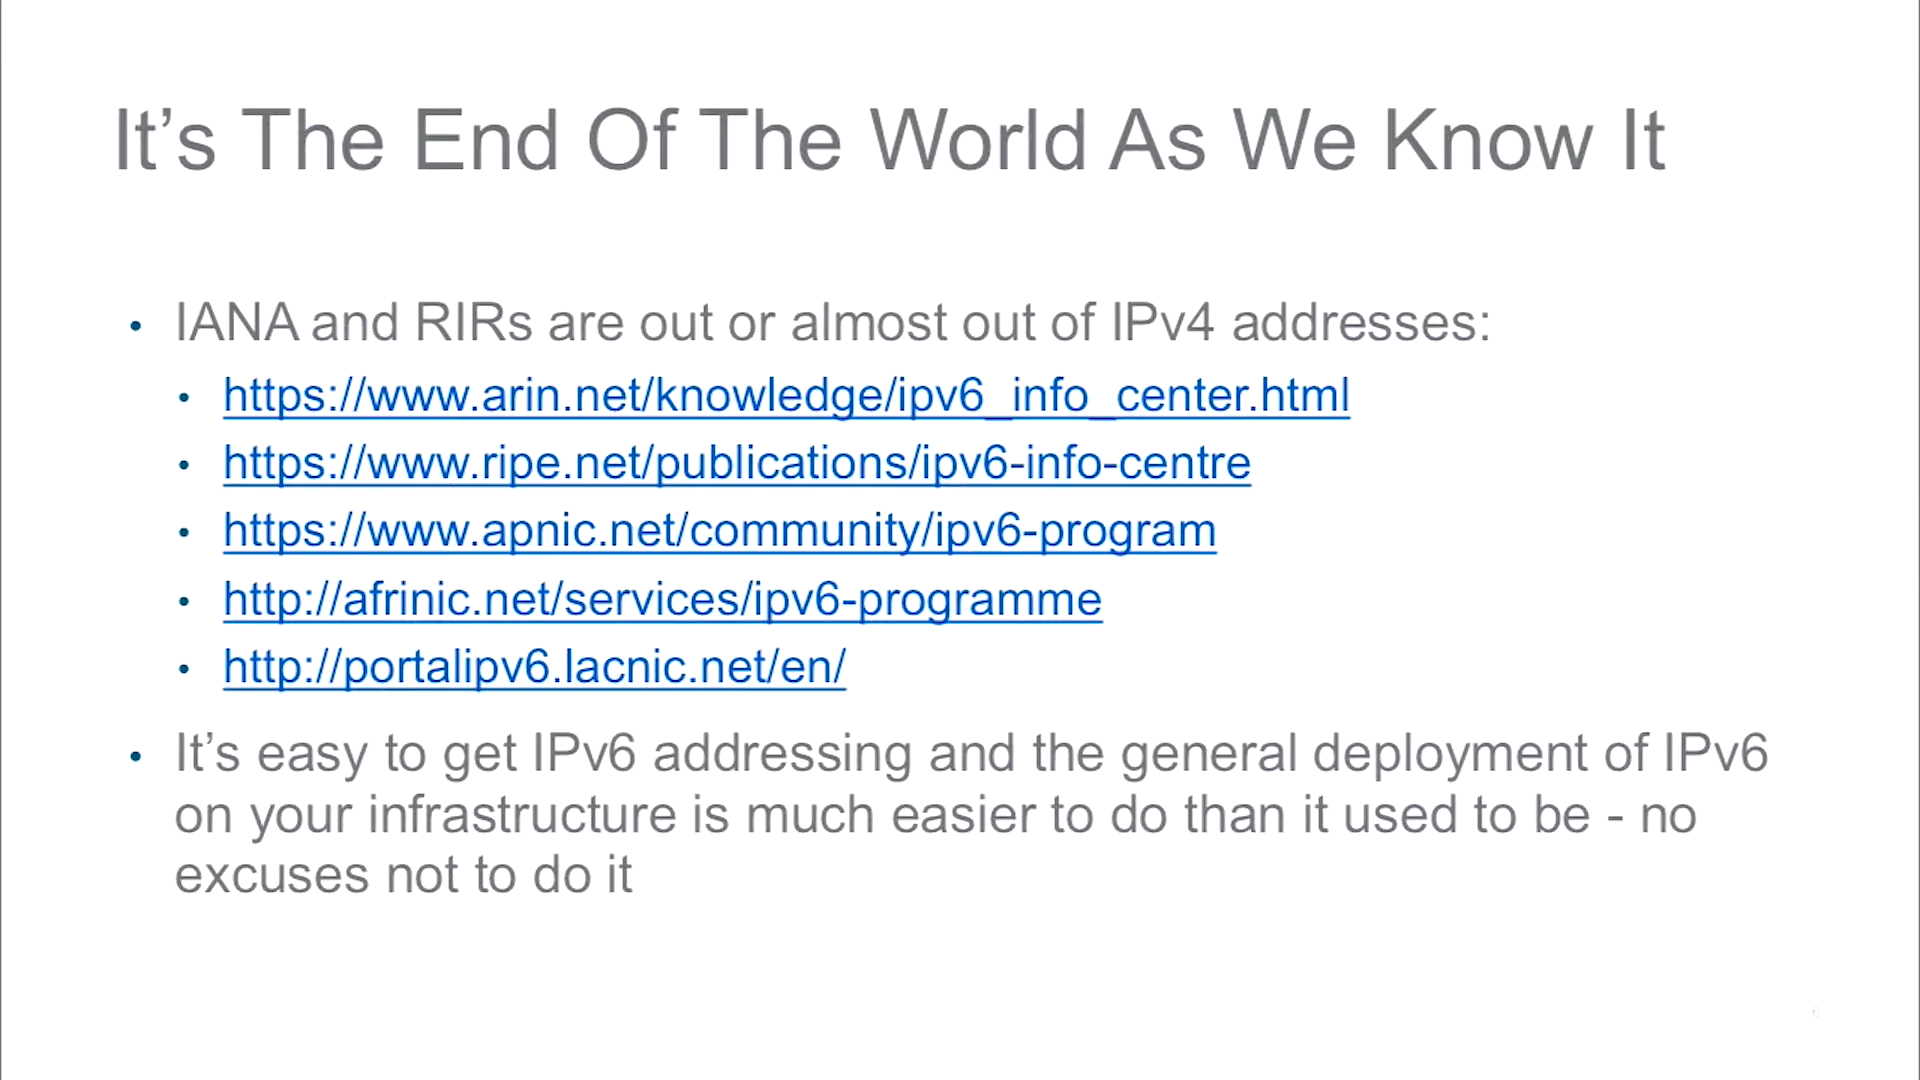 It’s The End Of The World As We Know It
• IANA and RIRs are out or almost out of IPv4 addresses:
• https://www.arin.net/knowledge/ipv6_info_center.html
• https://www.ripe.net/publications/ipv6-info-centre
• https://www.apnic.net/community/ipv6-program
• http://afrinic.net/services/ipv6-programme
• http://portalipv6.lacnic.net/en/
• It’s easy to get IPv6 addressing and the general deployment of IPv6
on your infrastructure is much easier to do than it used to be - no
excuses not to do it
6